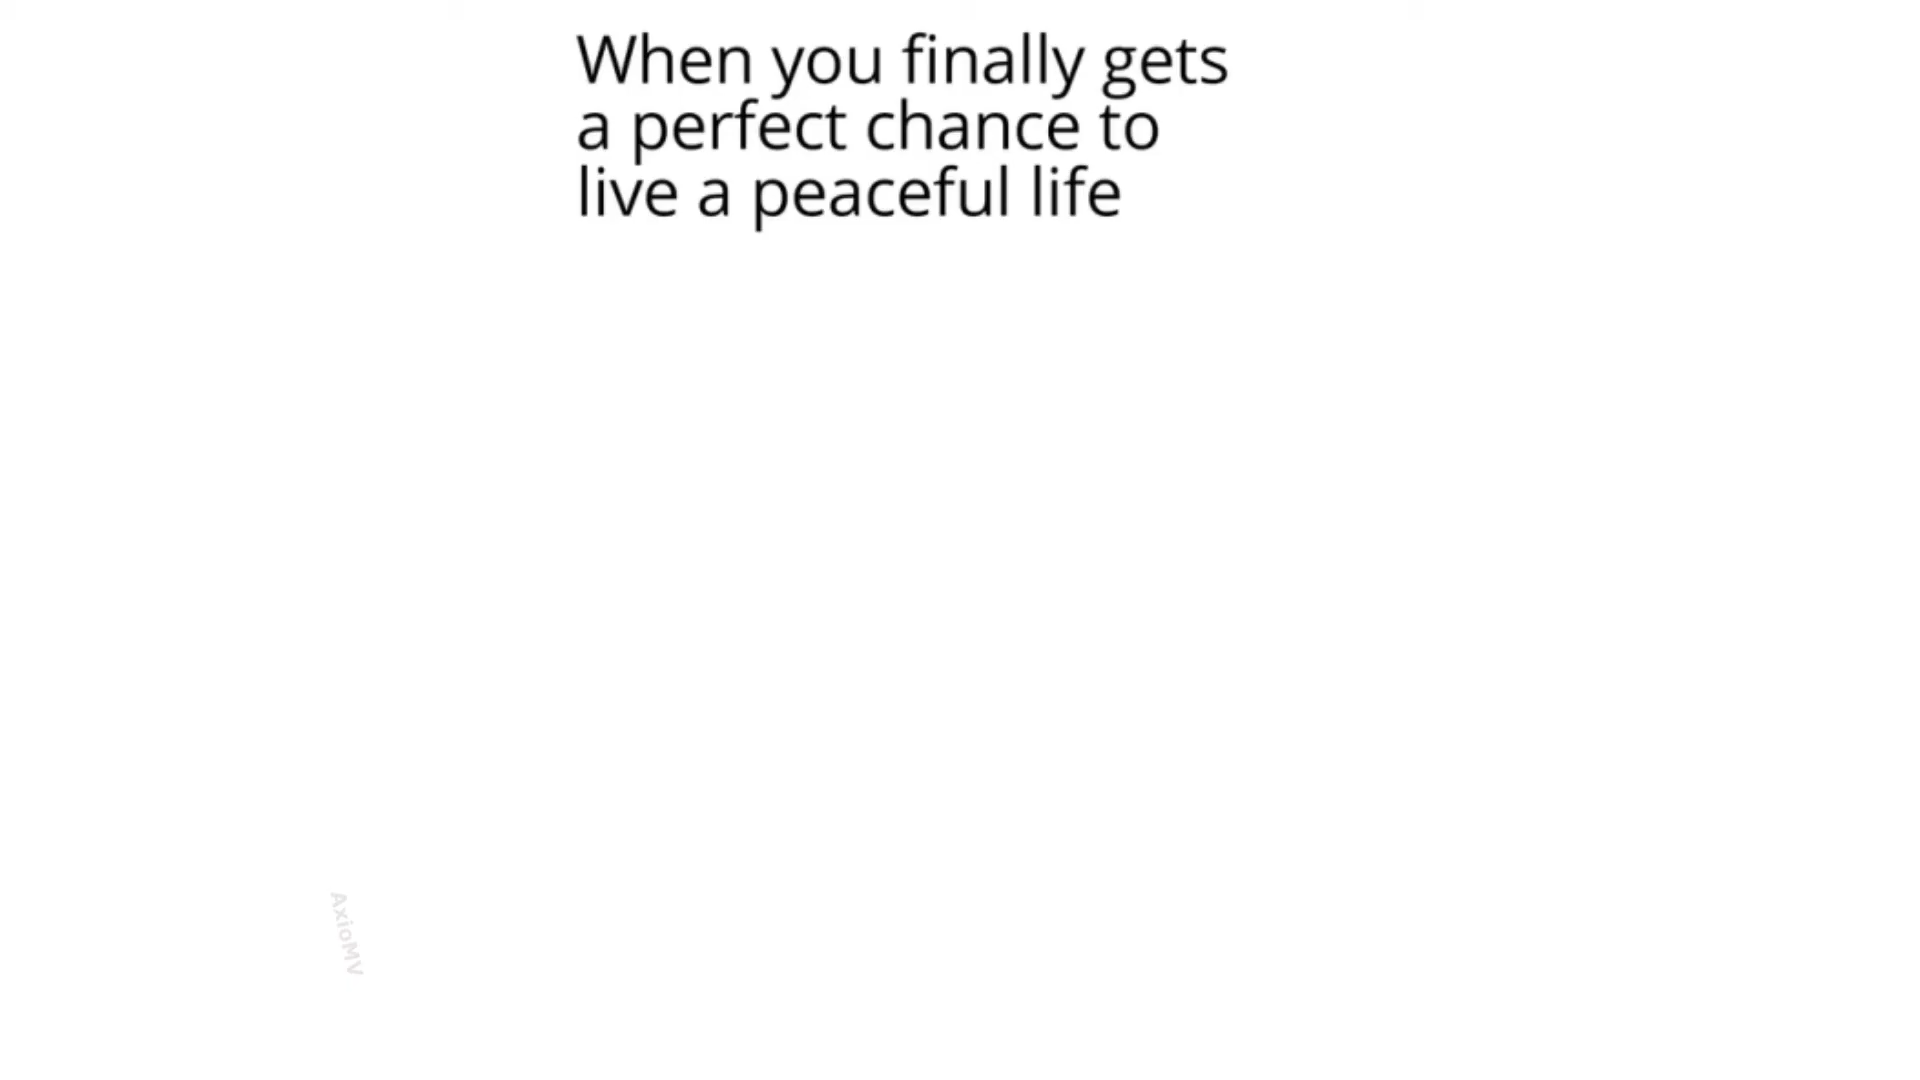 When you finally gets
a perfect chance to
live a peaceful life
AxioMV